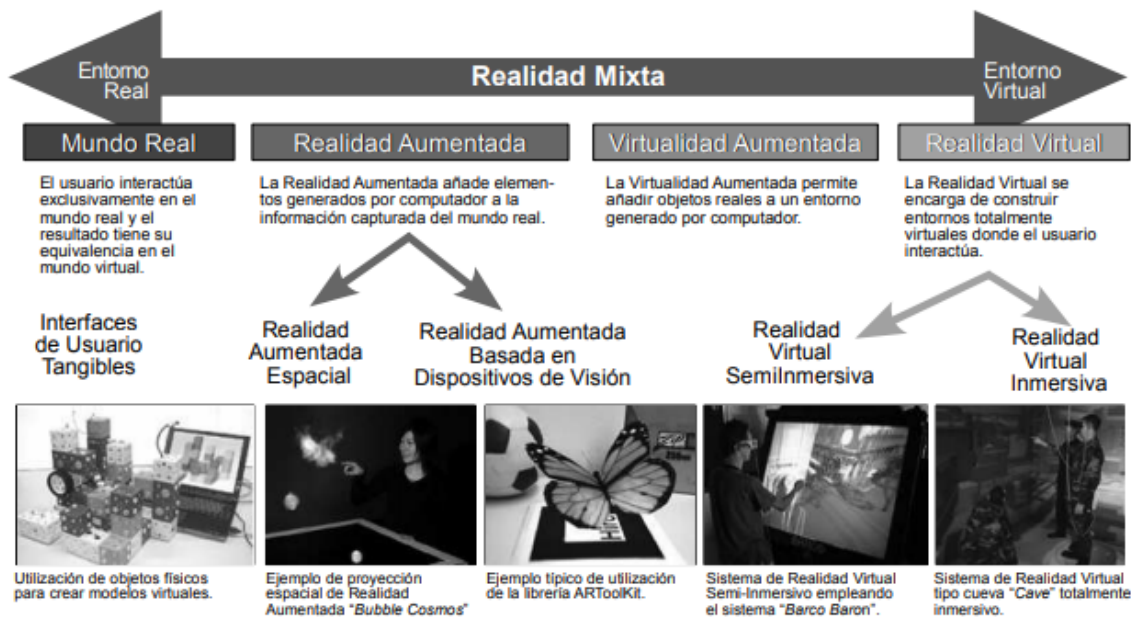 Entorno
Real
Realidad Mixta
Entorno
Virtual
Mundo Real
Realidad Aumentada
Virtualidad Aumentada
Realidad Virtual
El usuario interactúa
exclusivamente en el
mundo real y el
resultado tiene su
equivalencia en el
mundo virtual.
La Realidad Aumentada añade elemen-
tos generados por computador a la
información capturada del mundo real.
La Virtualidad Aumentada permite
añadir objetos reales a un entorno
generado por computador.
La Realidad Virtual se
encarga de construir
entornos totalmente
virtuales donde el usuario
interactúa.
Interfaces
de Usuario
Tangibles
Realidad
Aumentada
Espacial
Realidad Aumentada
Basada en
Dispositivos de Visión
Realidad
Virtual
SemiInmersiva
Realidad
Virtual
Inmersiva
Utilización de objetos físicos
para crear modelos virtuales.
Ejemplo de proyección
espacial de Realidad
Aumentada “Bubble Cosmos”
Ejemplo típico de utilización
de la librería ARToolKit.
Sistema de Realidad Virtual
Semi-Inmersivo empleando
el sistema “Barco Baron”.
Sistema de Realidad Virtual
tipo cueva “Cave” totalmente
inmersivo.